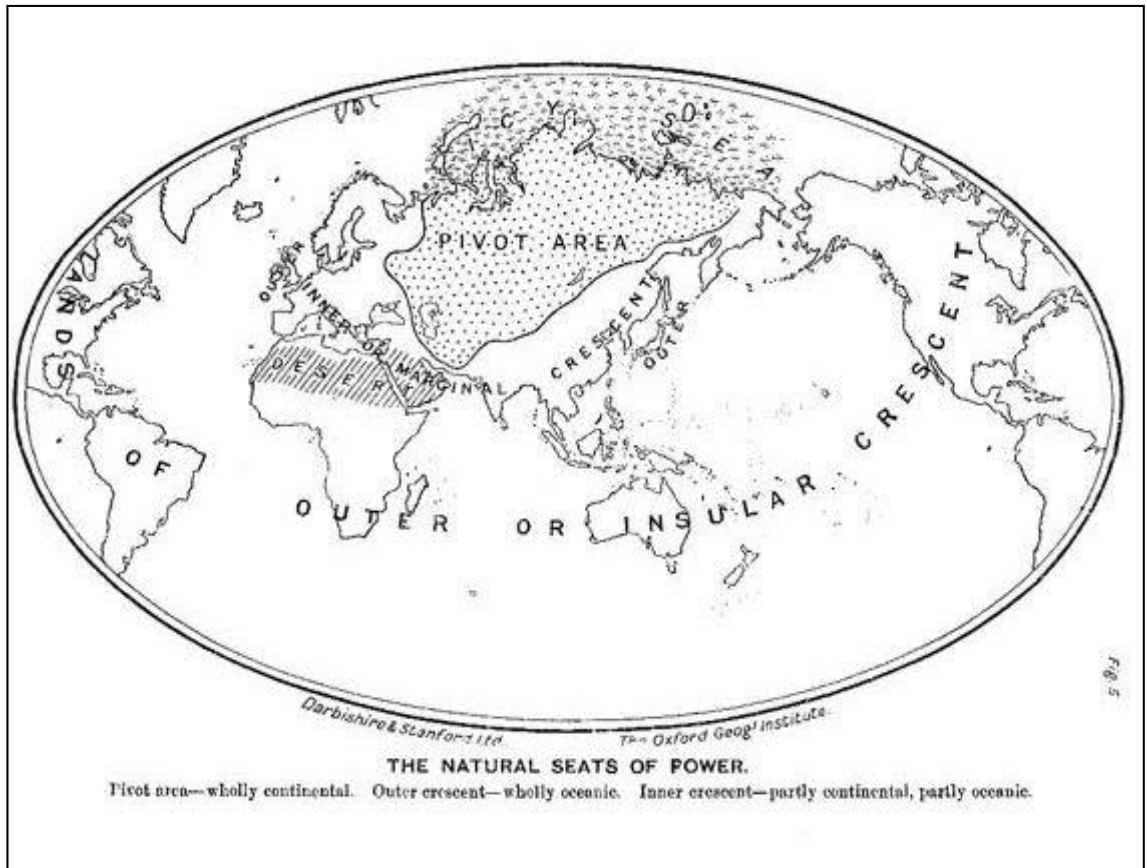 ICY SEA
PIVOT AREA
LANDS
OF
OUTER OR INSULAR CRESCENT
OUTER
INNER OR MARGINAL
CRESCENT
OUTER
DESERT
Fig. 5
Darbishire & Stanford Ltd.
The Oxford Geogl Institute.
THE NATURAL SEATS OF POWER.
Pivot area—wholly continental. Outer crescent—wholly oceanic. Inner crescent—partly continental, partly oceanic.